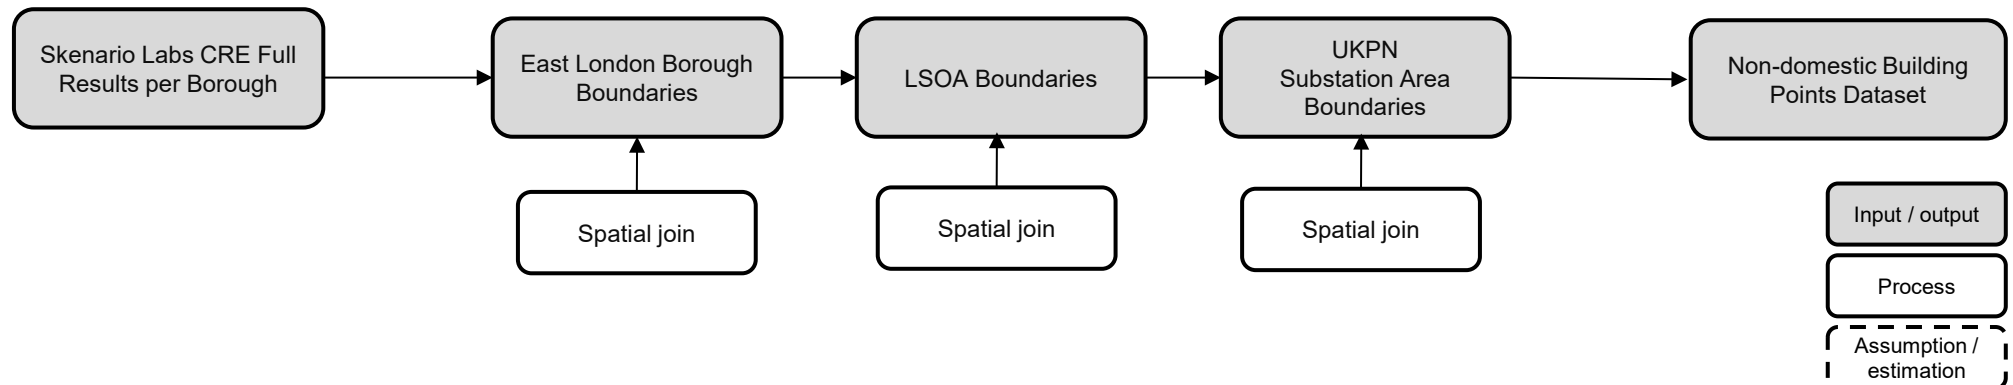 Skenario Labs CRE Full
Results per Borough
East London Borough
Boundaries
LSOA Boundaries
UKPN
Substation Area
Boundaries
Non-domestic Building
Points Dataset
Spatial join
Spatial join
Spatial join
Input / output
Process
Assumption /
estimation